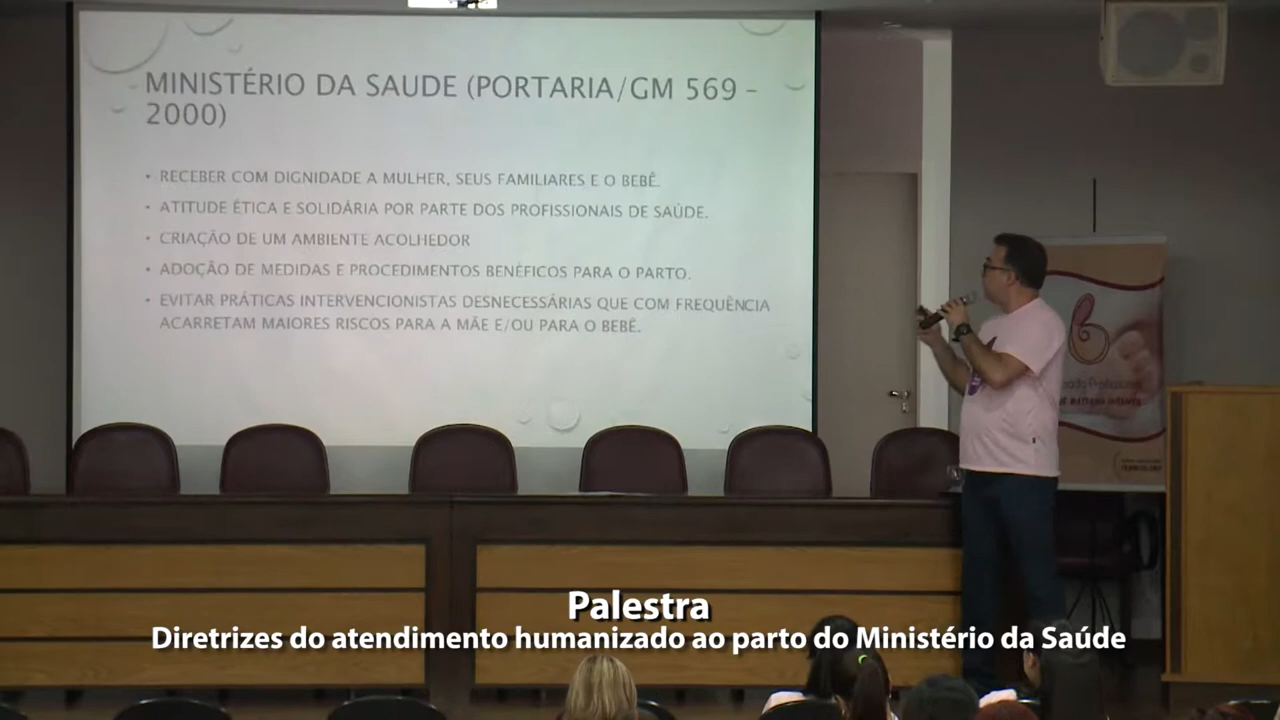 MINISTÉRIO DA SAUDE (PORTARIA/GM 569 –
2000)
• RECEBER COM DIGNIDADE A MULHER, SEUS FAMILIARES E O BEBÊ.
• ATITUDE ÉTICA E SOLIDÁRIA POR PARTE DOS PROFISSIONAIS DE SAÚDE.
• CRIAÇÃO DE UM AMBIENTE ACOLHEDOR
• ADOÇÃO DE MEDIDAS E PROCEDIMENTOS BENÉFICOS PARA O PARTO.
• EVITAR PRÁTICAS INTERVENCIONISTAS DESNECESSÁRIAS QUE COM FREQUÊNCIA
ACARRETAM MAIORES RISCOS PARA A MÃE E/OU PARA O BEBÊ.
Palestra
Diretrizes do atendimento humanizado ao parto do Ministério da Saúde